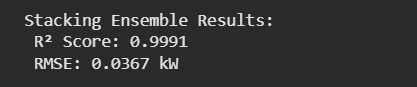 Stacking Ensemble Results:
R² Score: 0.9991
RMSE: 0.0367 kW